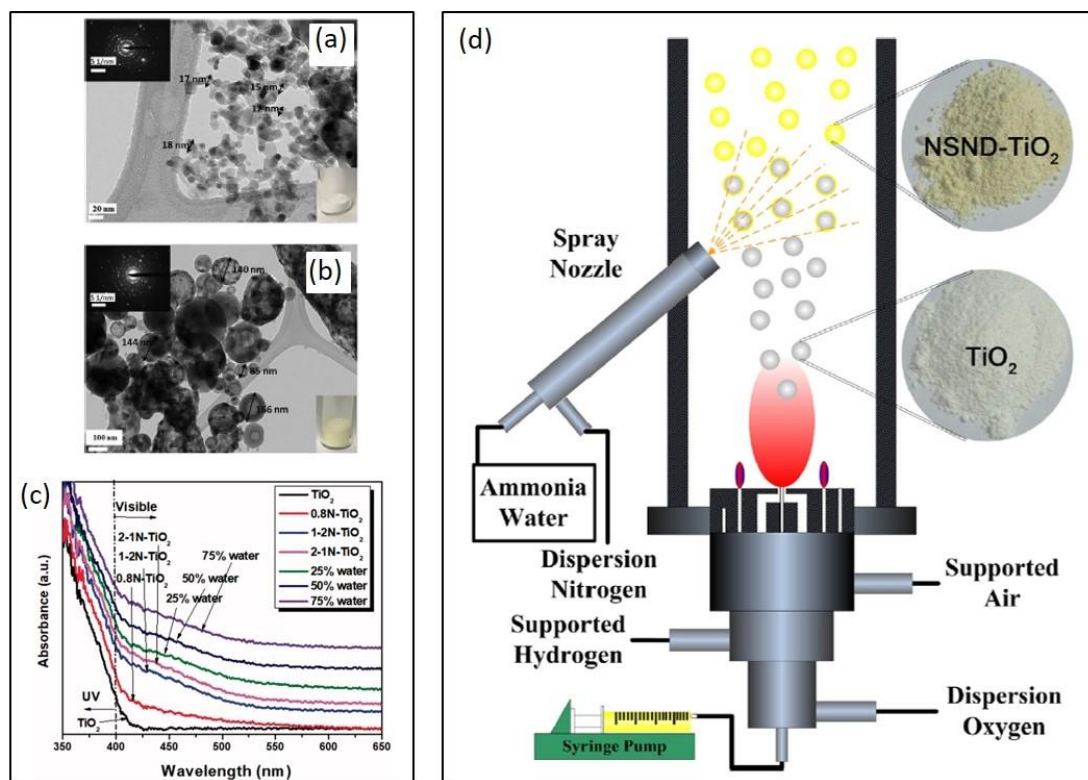 (a)
5 1/nm
17 nm
15 nm
12 nm
18 nm
20 nm
(b)
5 1/nm
140 nm
144 nm
85 nm
166 nm
100 nm
(c)
Visible
2-1N-TiO2
1-2N-TiO2
0.8N-TiO2
75% water
50% water
25% water
TiO2
0.8N-TiO2
1-2N-TiO2
2-1N-TiO2
25% water
50% water
75% water
UV
TiO2
Absorbance (a.u.)
350 400 450 500 550 600 650
Wavelength (nm)
(d)
NSND-TiO2
Spray
Nozzle
TiO2
Ammonia
Water
Dispersion
Nitrogen
Supported
Air
Supported
Hydrogen
Dispersion
Oxygen
Syringe Pump